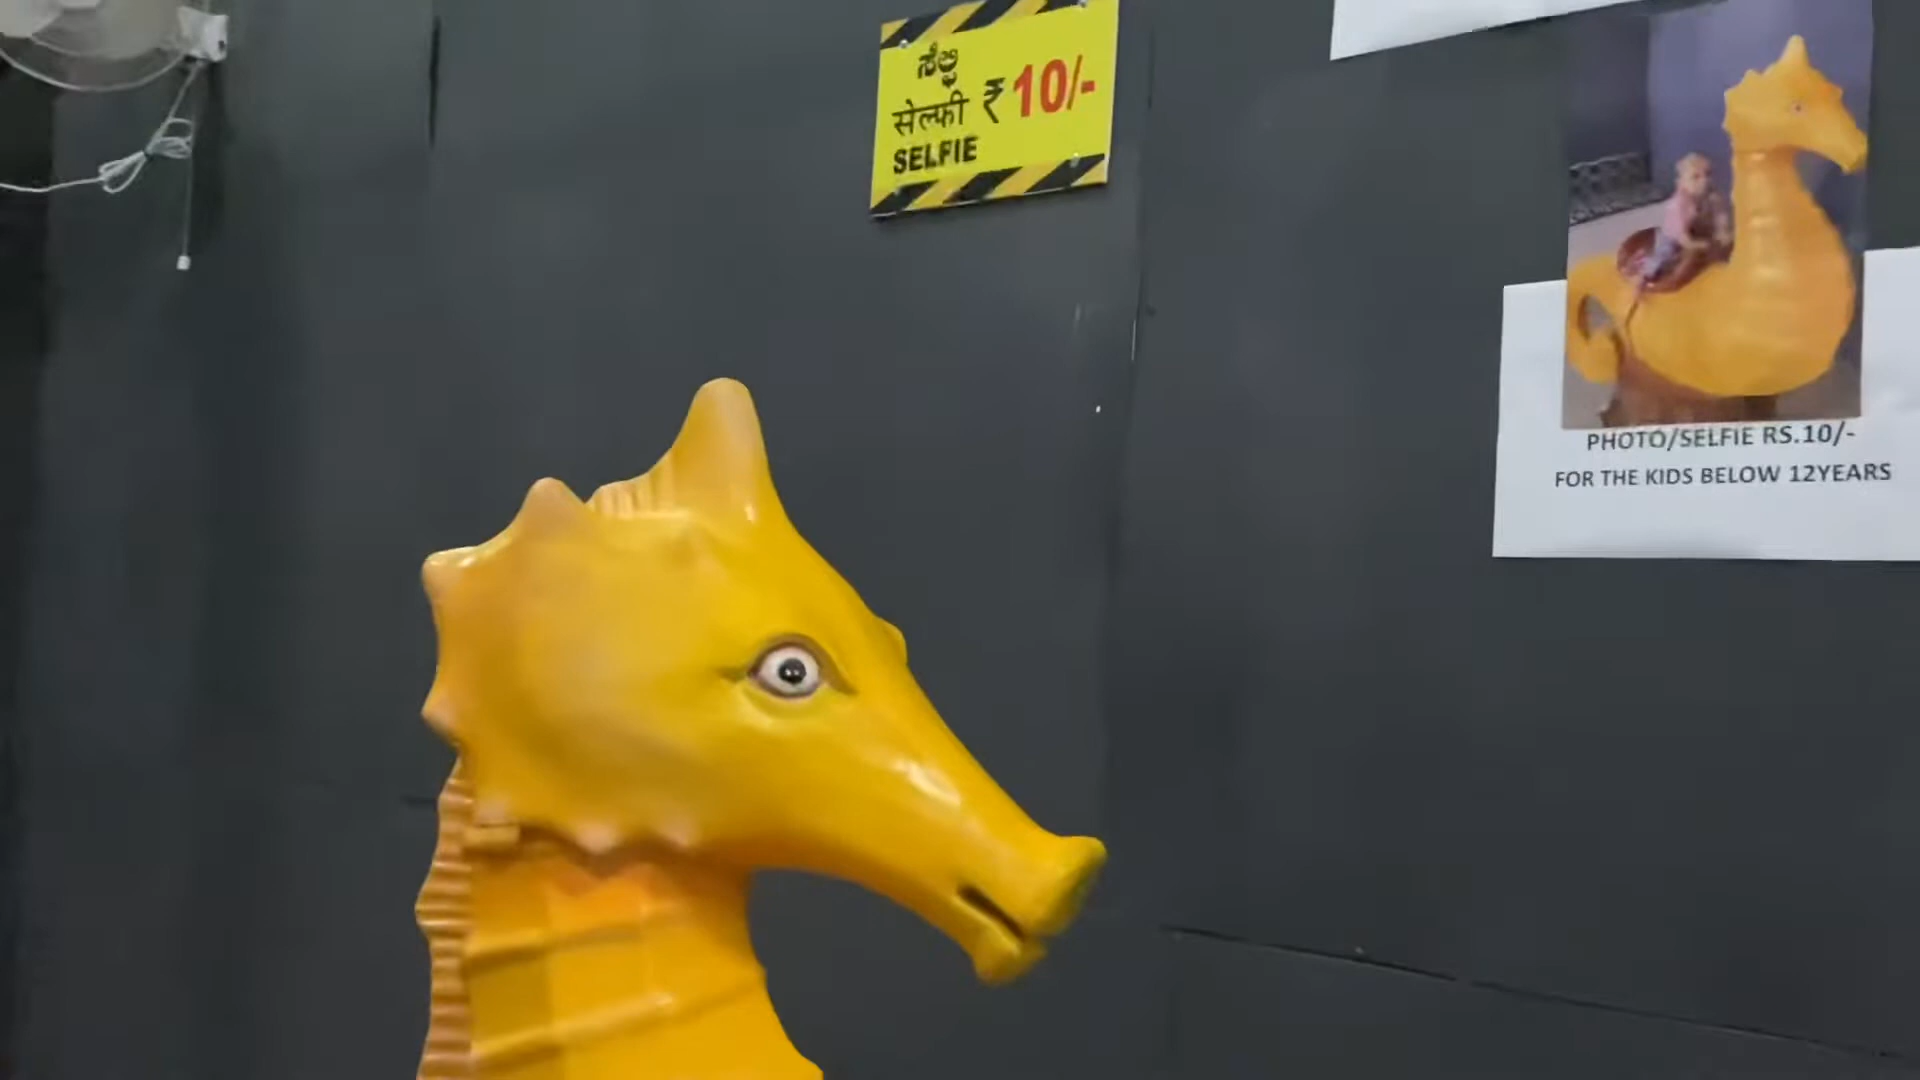 ಸೆಲ್ಫಿ
सेल्फी ₹ 10/-
SELFIE
PHOTO/SELFIE RS.10/-
FOR THE KIDS BELOW 12YEARS